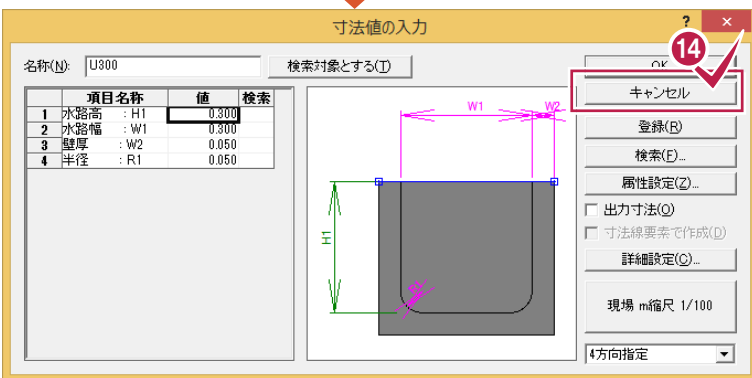 寸法値の入力
?
×
名称(N): U300
検索対象とする(T)
OK
14
キャンセル
登録(R)
検索(F)...
属性設定(Z)...
出力寸法(O)
寸法線要素で作成(D)
詳細設定(C)...
現場 m縮尺 1/100
4方向指定
項目名称 値 検索
1 水路高 : H1 0.300
2 水路幅 : W1 0.300
3 壁厚 : W2 0.050
4 半径 : R1 0.050
W1
W2
H1
R1